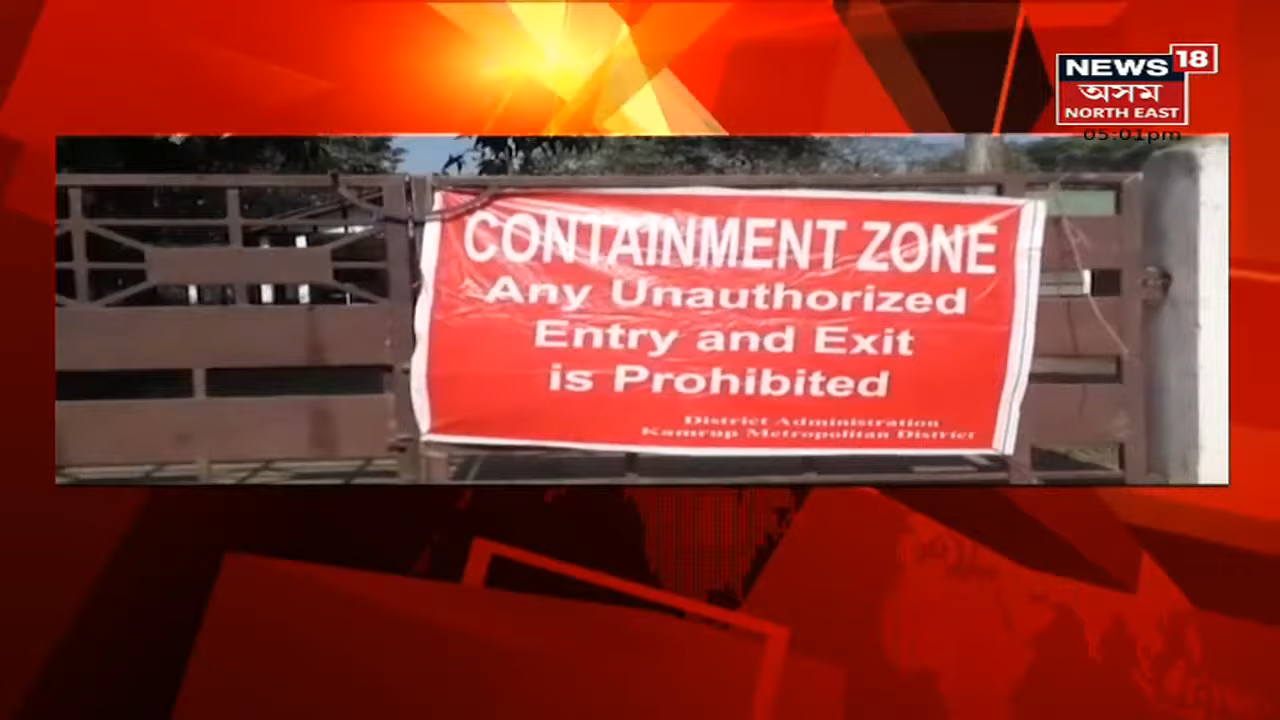 NEWS 18
অসম
NORTH EAST
05:01pm
CONTAINMENT ZONE
Any Unauthorized
Entry and Exit
is Prohibited
District Administration
Kamrup Metropolitan District